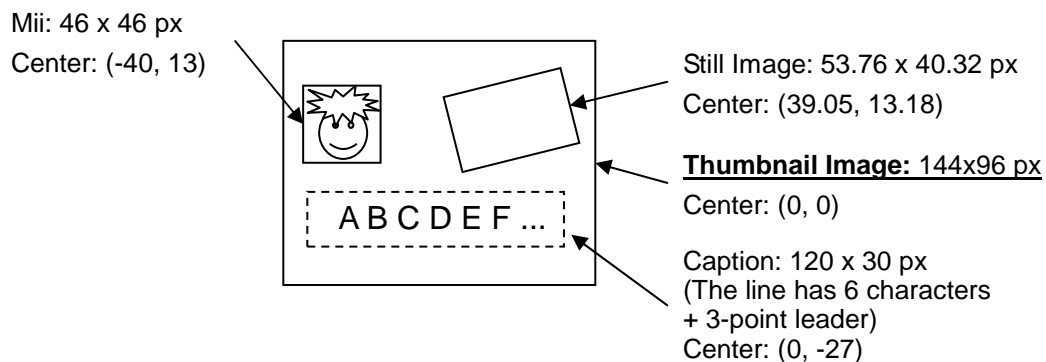 Mii: 46 x 46 px
Center: (-40, 13)
Still Image: 53.76 x 40.32 px
Center: (39.05, 13.18)
Thumbnail Image: 144x96 px
Center: (0, 0)
A B C D E F ...
Caption: 120 x 30 px
(The line has 6 characters
+ 3-point leader)
Center: (0, -27)